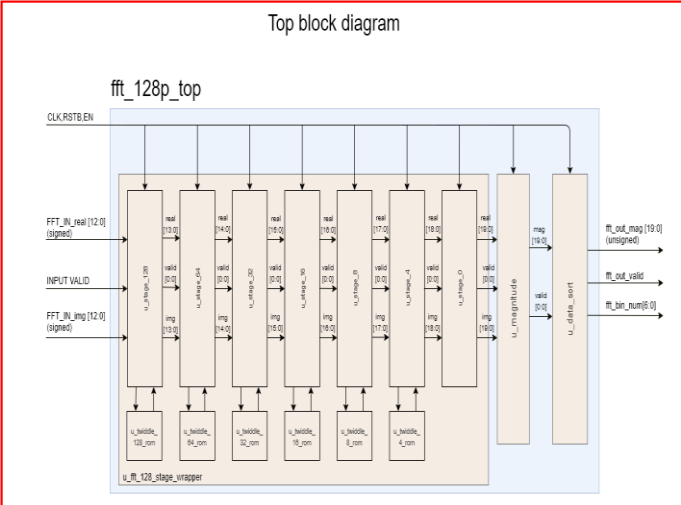 Top block diagram
fft_128p_top
CLK,RSTB,EN
FFT_IN_real [12:0]
(signed)
INPUT VALID
FFT_IN_img [12:0]
(signed)
u_stage_128
real
[13:0]
valid
[0:0]
img
[13:0]
u_stage_64
real
[14:0]
valid
[0:0]
img
[14:0]
u_stage_32
real
[15:0]
valid
[0:0]
img
[15:0]
u_stage_16
real
[16:0]
valid
[0:0]
img
[16:0]
u_stage_8
real
[17:0]
valid
[0:0]
img
[17:0]
u_stage_4
real
[18:0]
valid
[0:0]
img
[18:0]
u_stage_0
real
[19:0]
valid
[0:0]
img
[19:0]
u_magnitude
mag
[19:0]
valid
[0:0]
u_data_sort
fft_out_mag [19:0]
(unsigned)
fft_out_valid
fft_bin_num[6:0]
u_twiddle_
128_rom
u_twiddle_
64_rom
u_twiddle_
32_rom
u_twiddle_
16_rom
u_twiddle_
8_rom
u_twiddle_
4_rom
u_fft_128_stage_wrapper